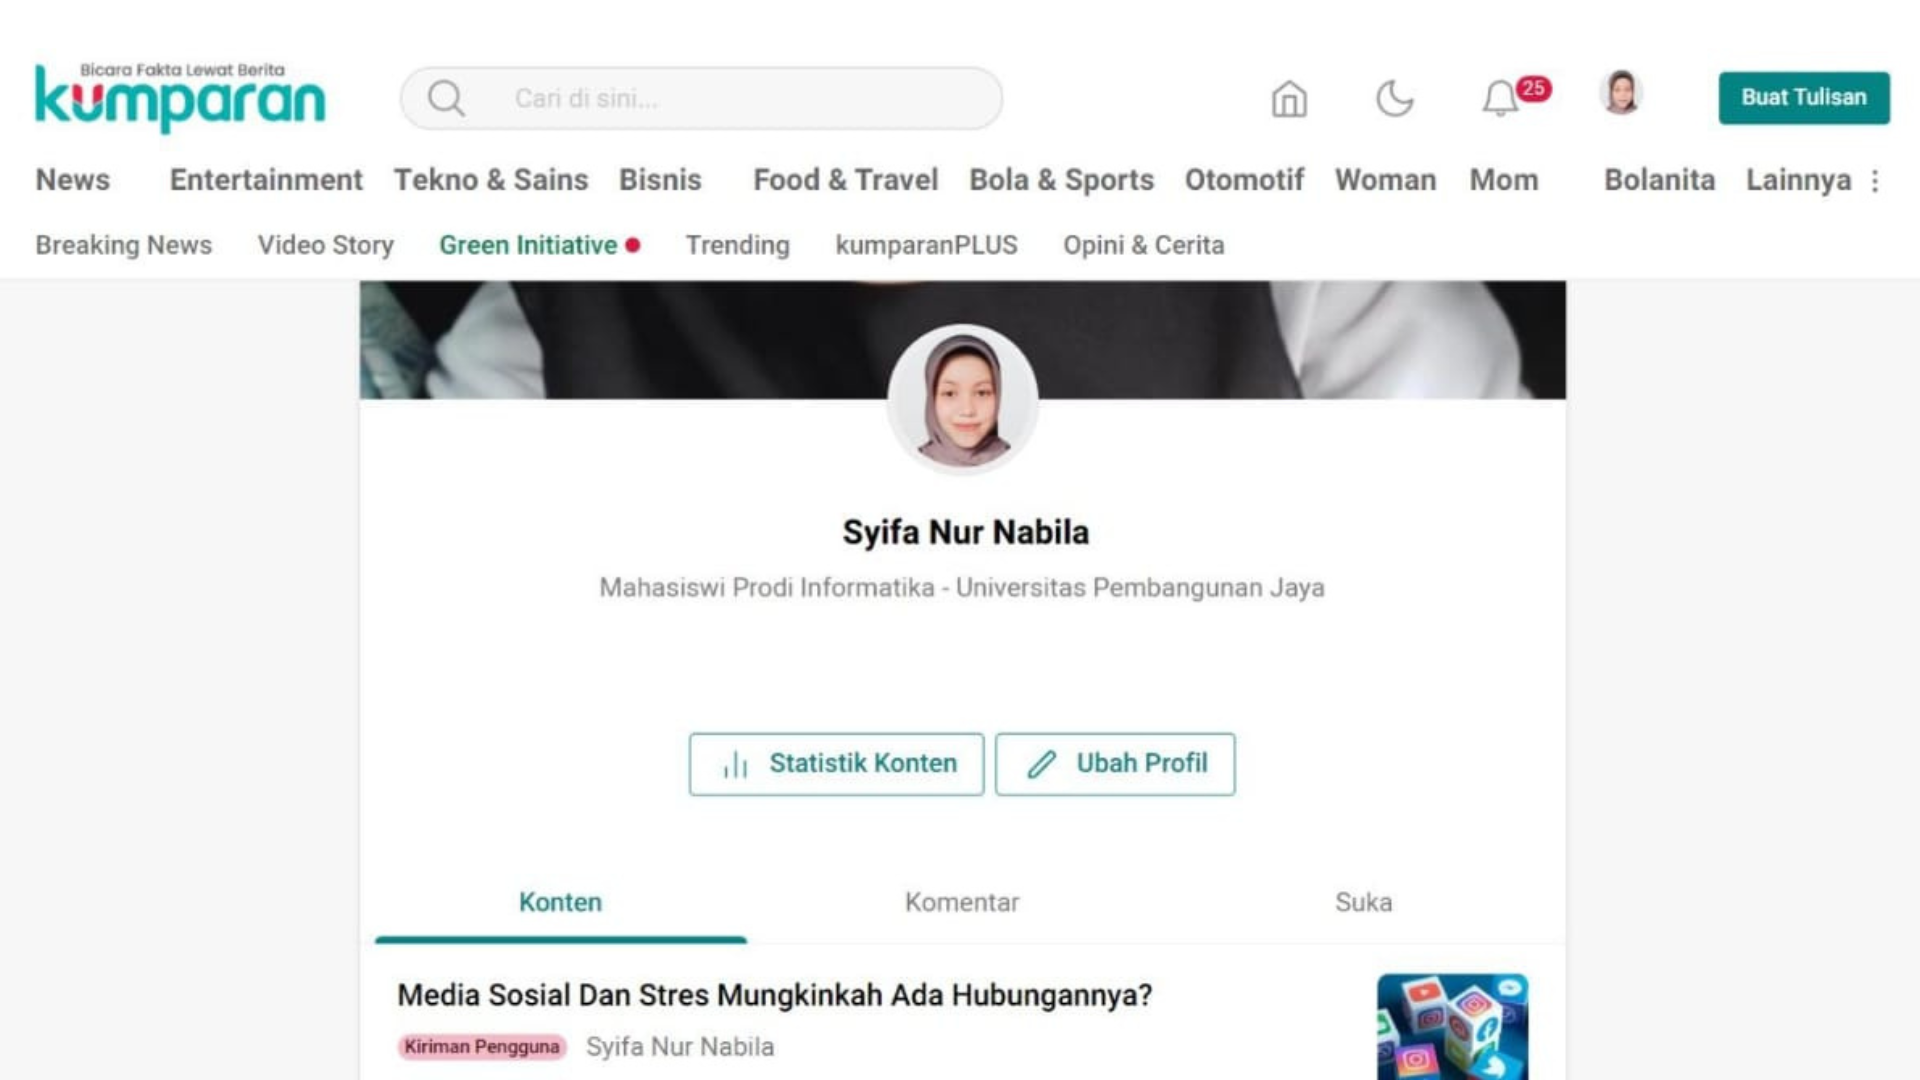 Bicara Fakta Lewat Berita
kumparan
Cari di sini...
25
Buat Tulisan
News Entertainment Tekno & Sains Bisnis Food & Travel Bola & Sports Otomotif Woman Mom Bolanita Lainnya
Breaking News Video Story Green Initiative Trending kumparanPLUS Opini & Cerita
Syifa Nur Nabila
Mahasiswi Prodi Informatika - Universitas Pembangunan Jaya
Statistik Konten Ubah Profil
Konten Komentar Suka
Media Sosial Dan Stres Mungkinkah Ada Hubungannya?
Kiriman Pengguna Syifa Nur Nabila